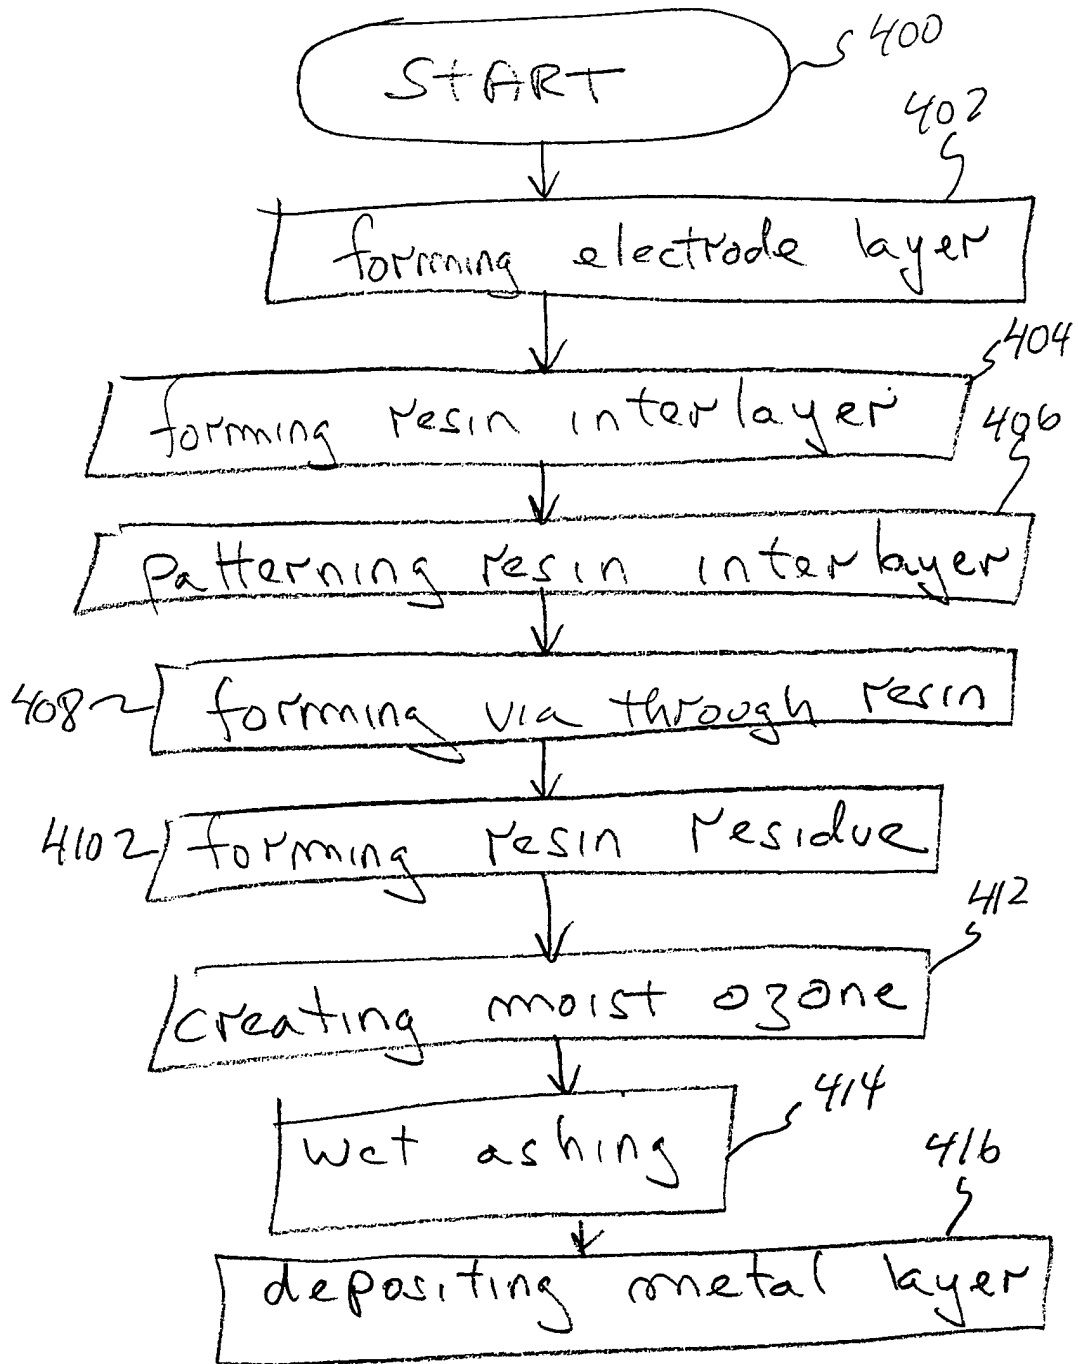 START
400
402
forming electrode layer
404
forming resin interlayer
406
patterning resin interlayer
408
forming via through resin
410
forming resin residue
412
creating moist ozone
414
wet ashing
416
depositing metal layer